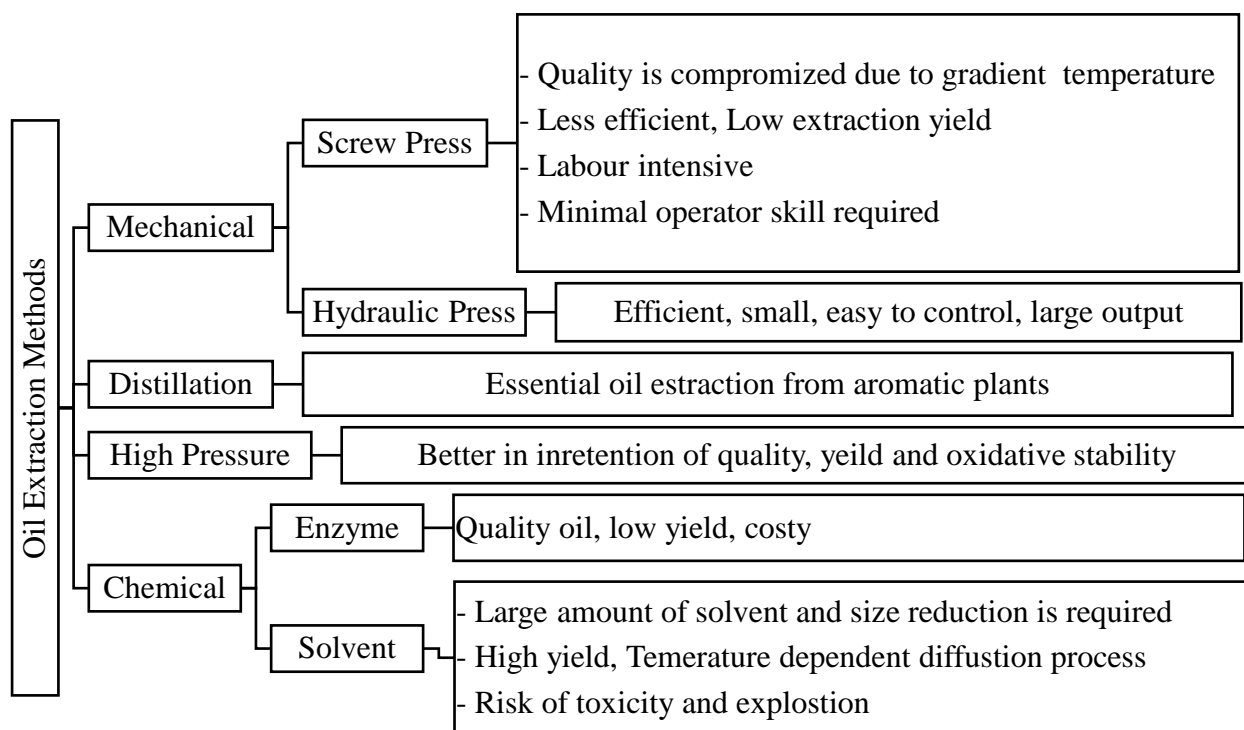 Oil Extraction Methods
Mechanical
Screw Press
- Quality is compromized due to gradient temperature
- Less efficient, Low extraction yield
- Labour intensive
- Minimal operator skill required
Hydraulic Press
Efficient, small, easy to control, large output
Distillation
Essential oil estraction from aromatic plants
High Pressure
Better in inretention of quality, yeild and oxidative stability
Chemical
Enzyme
Quality oil, low yield, costy
Solvent
- Large amount of solvent and size reduction is required
- High yield, Temerature dependent diffustion process
- Risk of toxicity and explostion